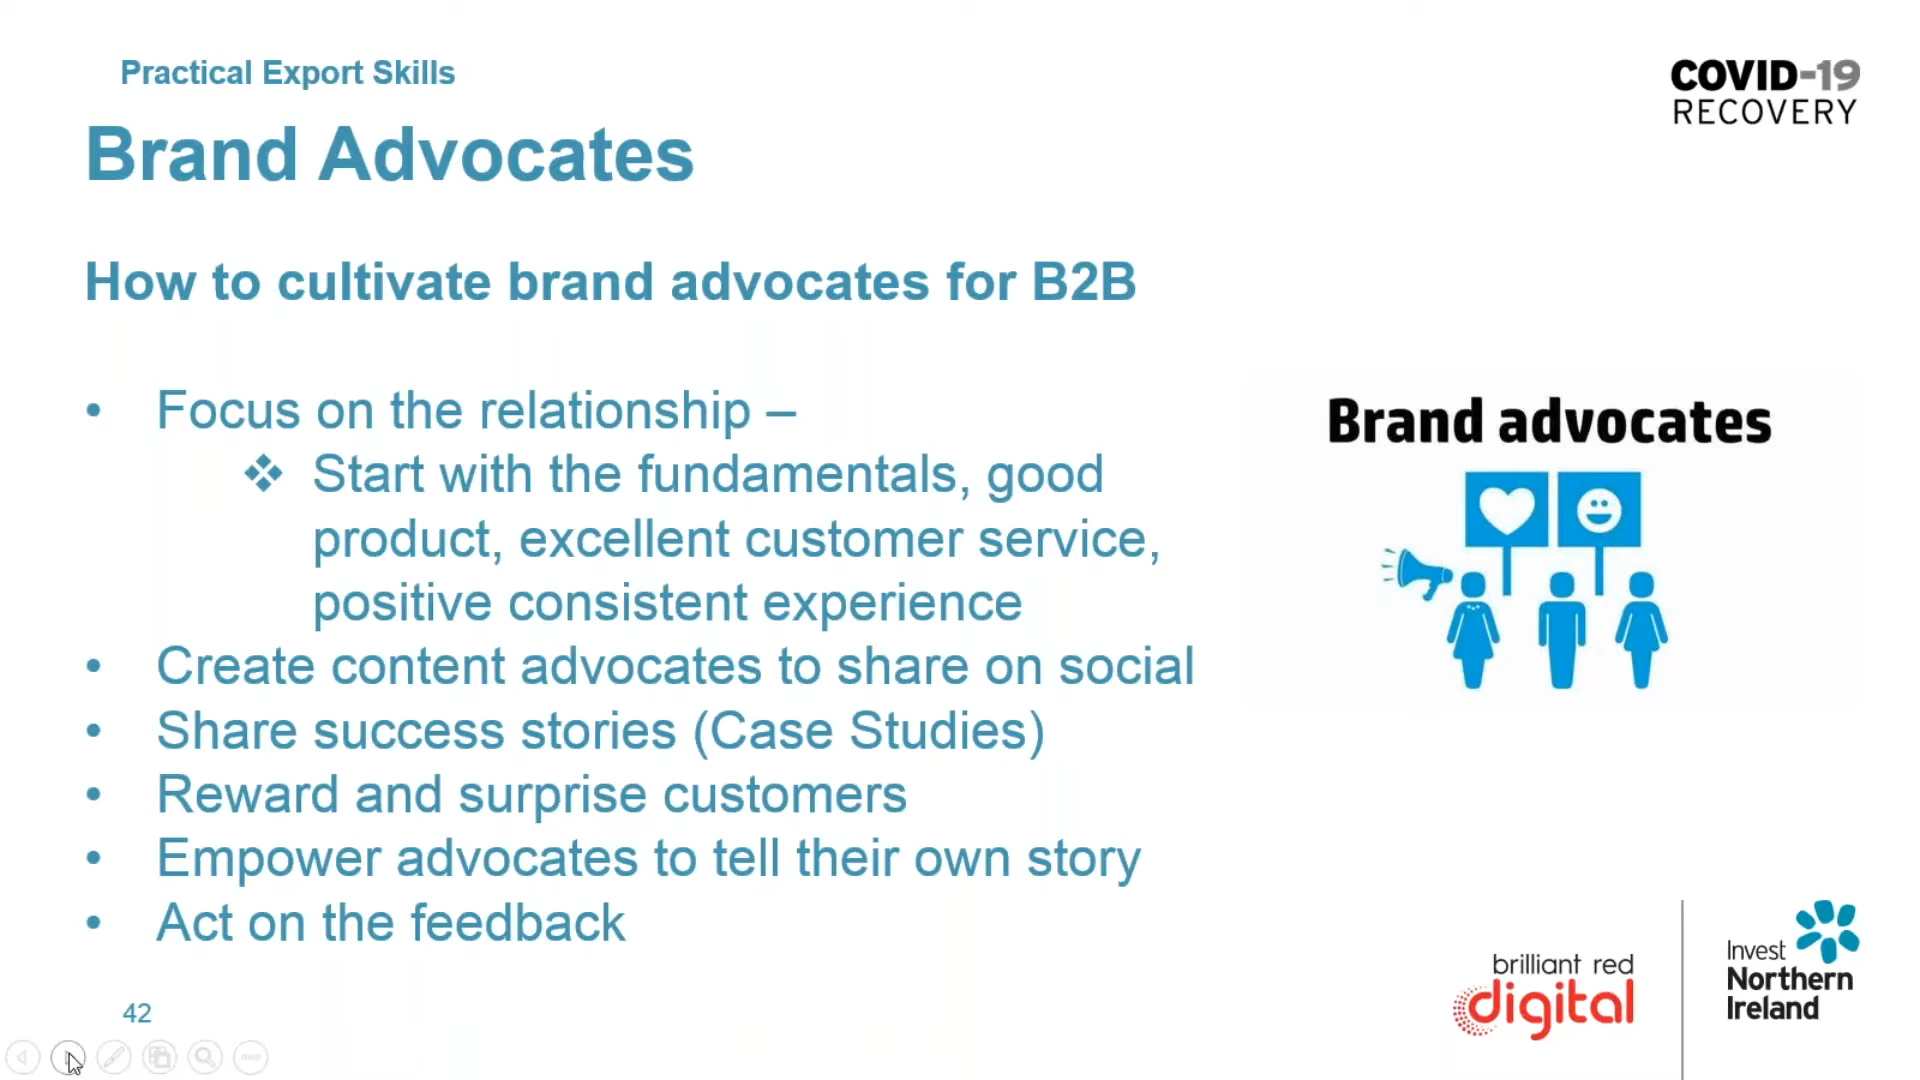 Practical Export Skills
COVID-19
RECOVERY
Brand Advocates
How to cultivate brand advocates for B2B
• Focus on the relationship –
❖ Start with the fundamentals, good
product, excellent customer service,
positive consistent experience
• Create content advocates to share on social
• Share success stories (Case Studies)
• Reward and surprise customers
• Empower advocates to tell their own story
• Act on the feedback
Brand advocates
brilliant red
digital
Invest
Northern
Ireland
42